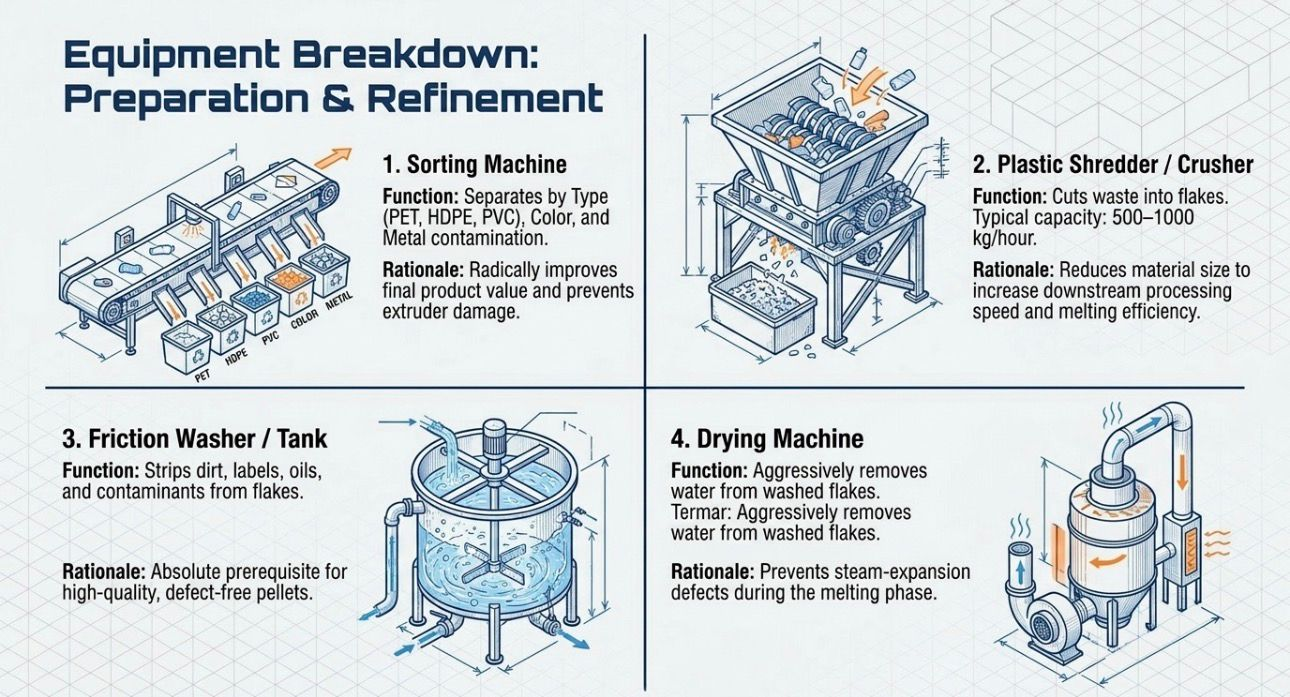 Equipment Breakdown:
Preparation & Refinement
1. Sorting Machine
Function: Separates by Type
(PET, HDPE, PVC), Color, and
Metal contamination.
Rationale: Radically improves
final product value and prevents
extruder damage.
PET
HDPE
PVC
COLOR
METAL
2. Plastic Shredder / Crusher
Function: Cuts waste into flakes.
Typical capacity: 500–1000
kg/hour.
Rationale: Reduces material size to
increase downstream processing
speed and melting efficiency.
3. Friction Washer / Tank
Function: Strips dirt, labels, oils,
and contaminants from flakes.
Rationale: Absolute prerequisite for
high-quality, defect-free pellets.
4. Drying Machine
Function: Aggressively removes
water from washed flakes.
Termar: Aggressively removes
water from washed flakes.
Rationale: Prevents steam-expansion
defects during the melting phase.